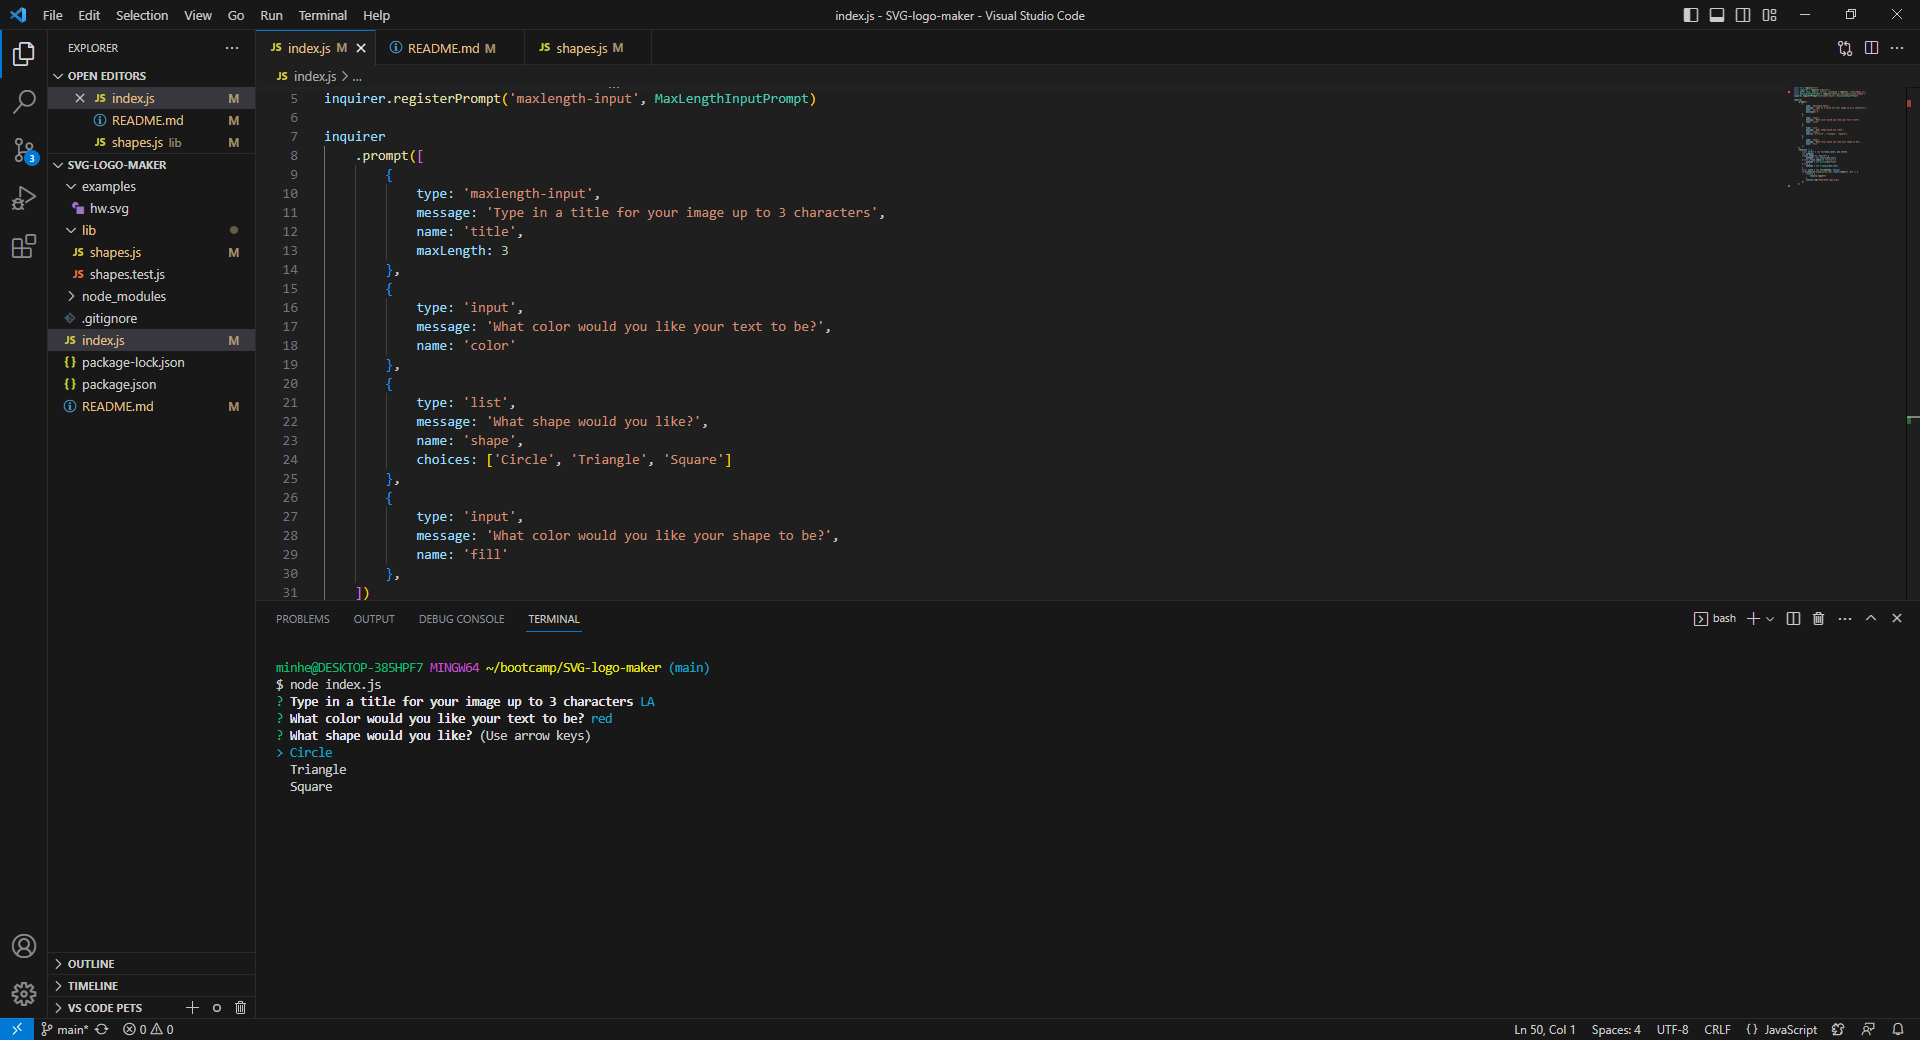 File Edit Selection View Go Run Terminal Help
index.js - SVG-logo-maker - Visual Studio Code
EXPLORER
OPEN EDITORS
JS index.js M
README.md M
JS shapes.js lib M
SVG-LOGO-MAKER
examples
hw.svg
lib
JS shapes.js M
JS shapes.test.js
node_modules
.gitignore
JS index.js M
{} package-lock.json
{} package.json
README.md M
OUTLINE
TIMELINE
VS CODE PETS
3
JS index.js M
README.md M
JS shapes.js M
JS index.js > ...
5 inquirer.registerPrompt('maxlength-input', MaxLengthInputPrompt)
6
7 inquirer
8 .prompt([
9 {
10 type: 'maxlength-input',
11 message: 'Type in a title for your image up to 3 characters',
12 name: 'title',
13 maxLength: 3
14 },
15 {
16 type: 'input',
17 message: 'What color would you like your text to be?',
18 name: 'color'
19 },
20 {
21 type: 'list',
22 message: 'What shape would you like?',
23 name: 'shape',
24 choices: ['Circle', 'Triangle', 'Square']
25 },
26 {
27 type: 'input',
28 message: 'What color would you like your shape to be?',
29 name: 'fill'
30 },
31 ])
PROBLEMS OUTPUT DEBUG CONSOLE TERMINAL
bash
minhe@DESKTOP-385HPF7 MINGW64 ~/bootcamp/SVG-logo-maker (main)
$ node index.js
? Type in a title for your image up to 3 characters LA
? What color would you like your text to be? red
? What shape would you like? (Use arrow keys)
> Circle
Triangle
Square
main* 0 0
Ln 50, Col 1 Spaces: 4 UTF-8 CRLF {} JavaScript